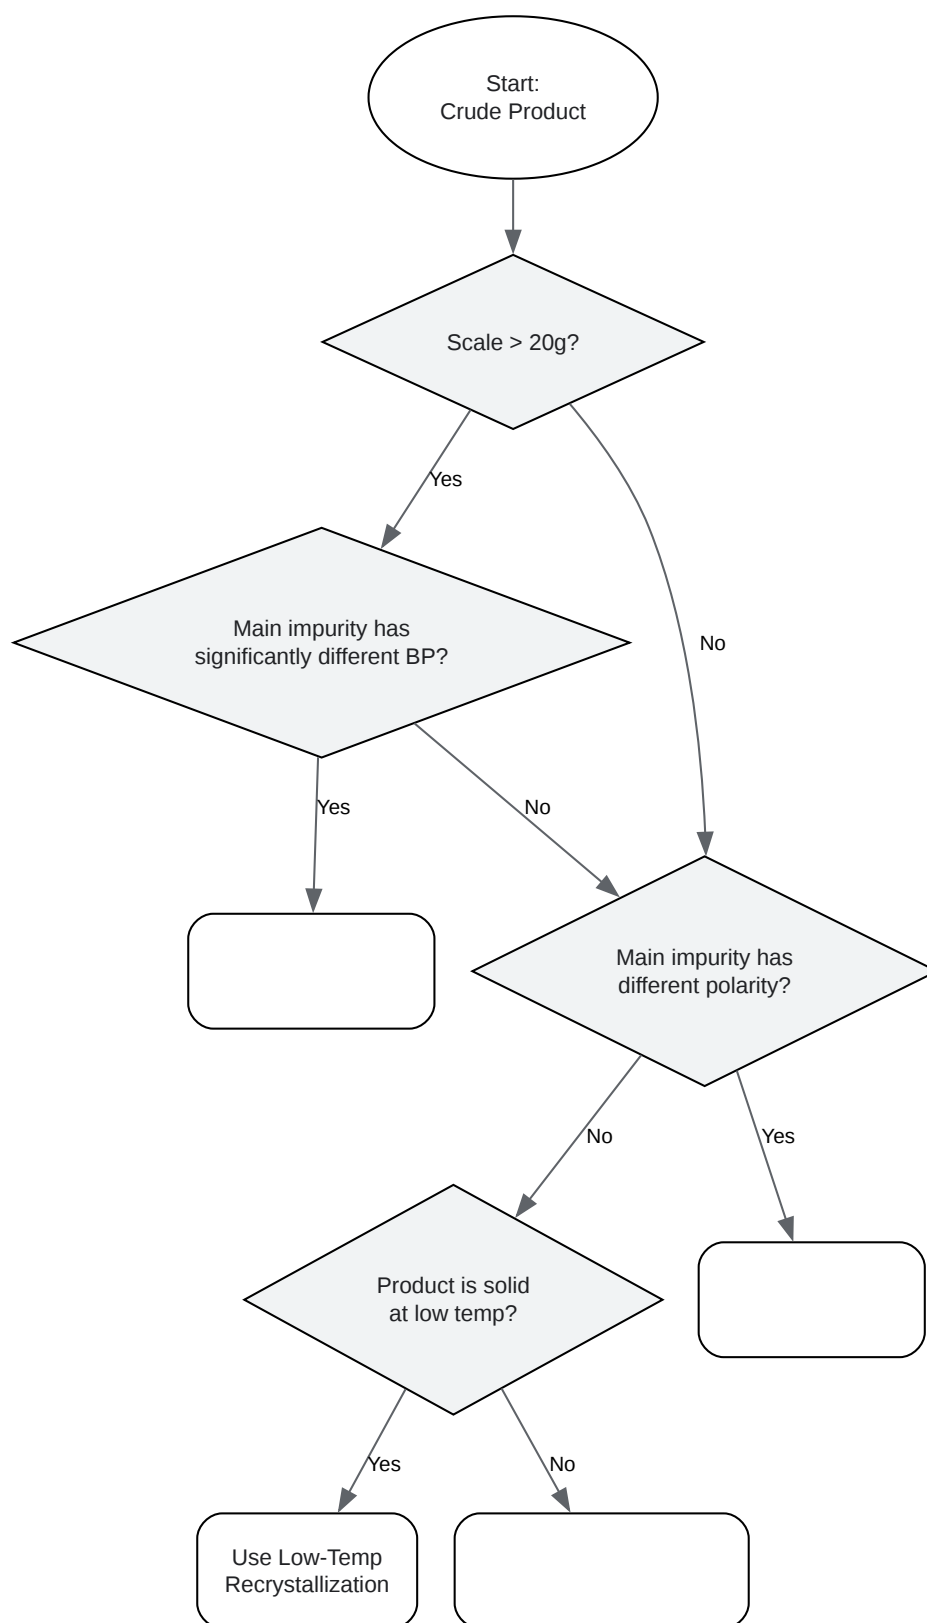 Start:
Crude Product
Scale > 20g?
Yes
Main impurity has
significantly different BP?
No
Yes
No
Main impurity has
different polarity?
No
Yes
Product is solid
at low temp?
Yes
No
Use Low-Temp
Recrystallization